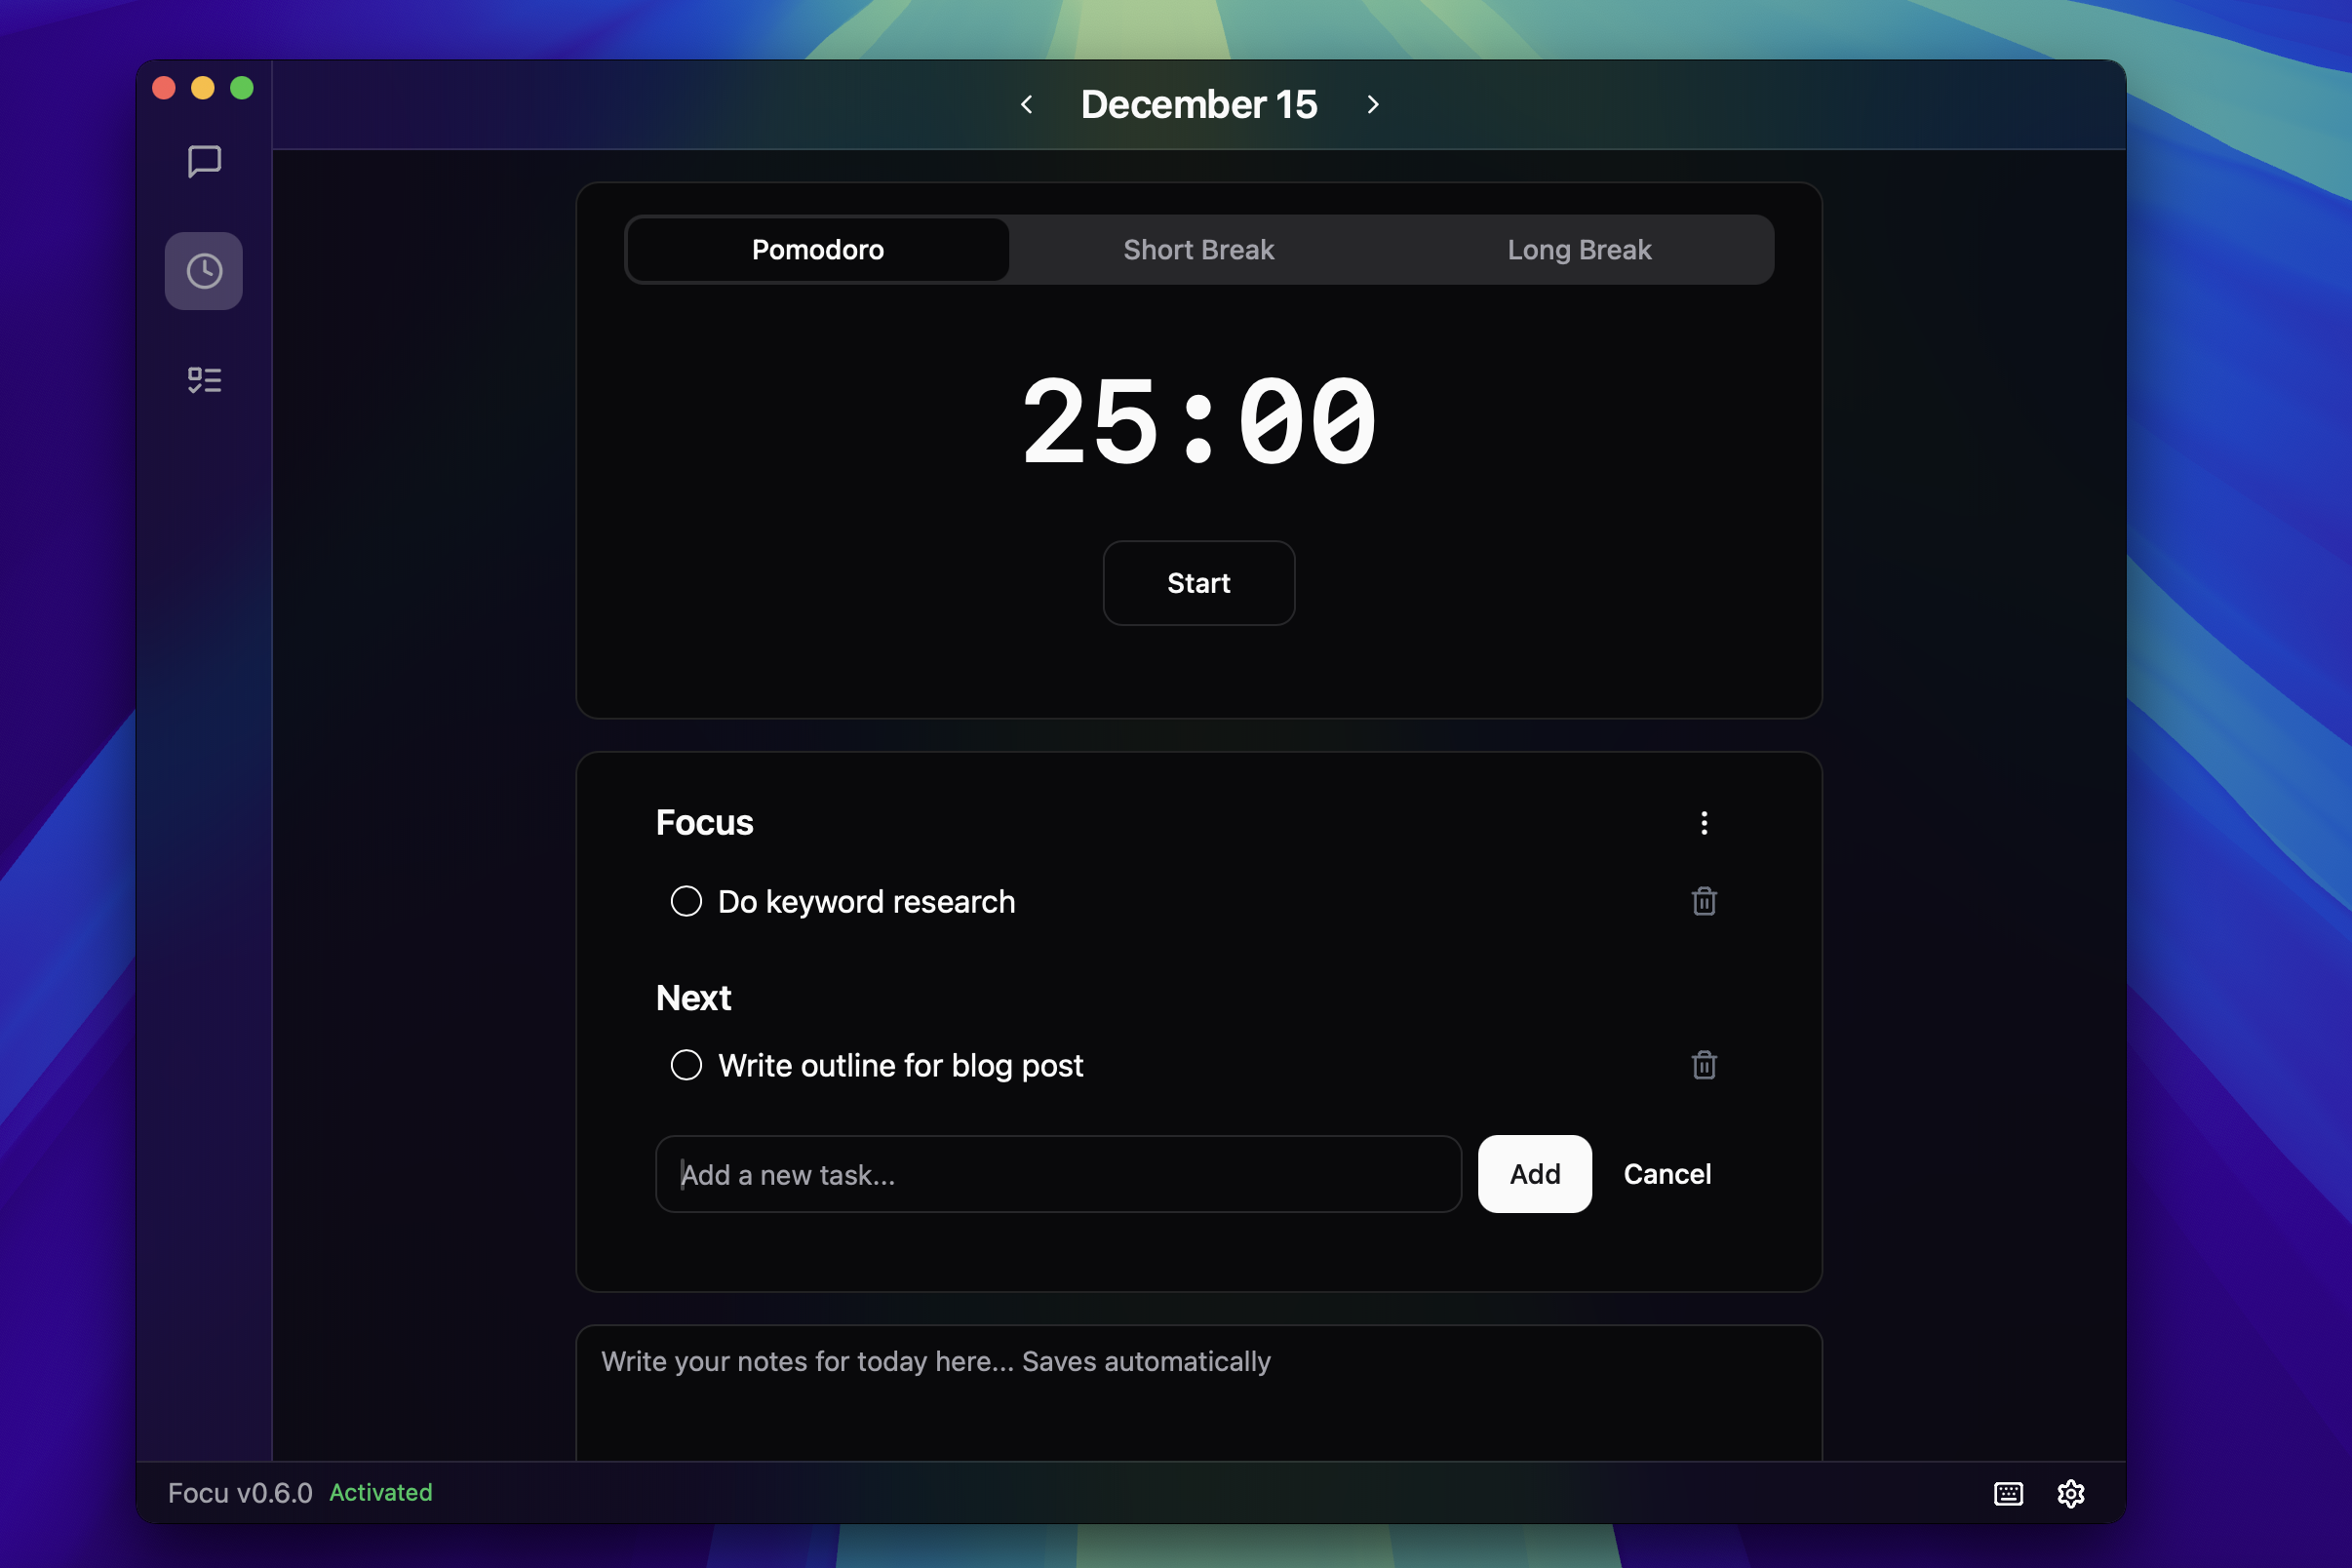 December 15
Pomodoro Short Break Long Break
25:00
Start
Focus
Do keyword research
Next
Write outline for blog post
Add a new task... Add Cancel
Write your notes for today here... Saves automatically
Focu v0.6.0 Activated